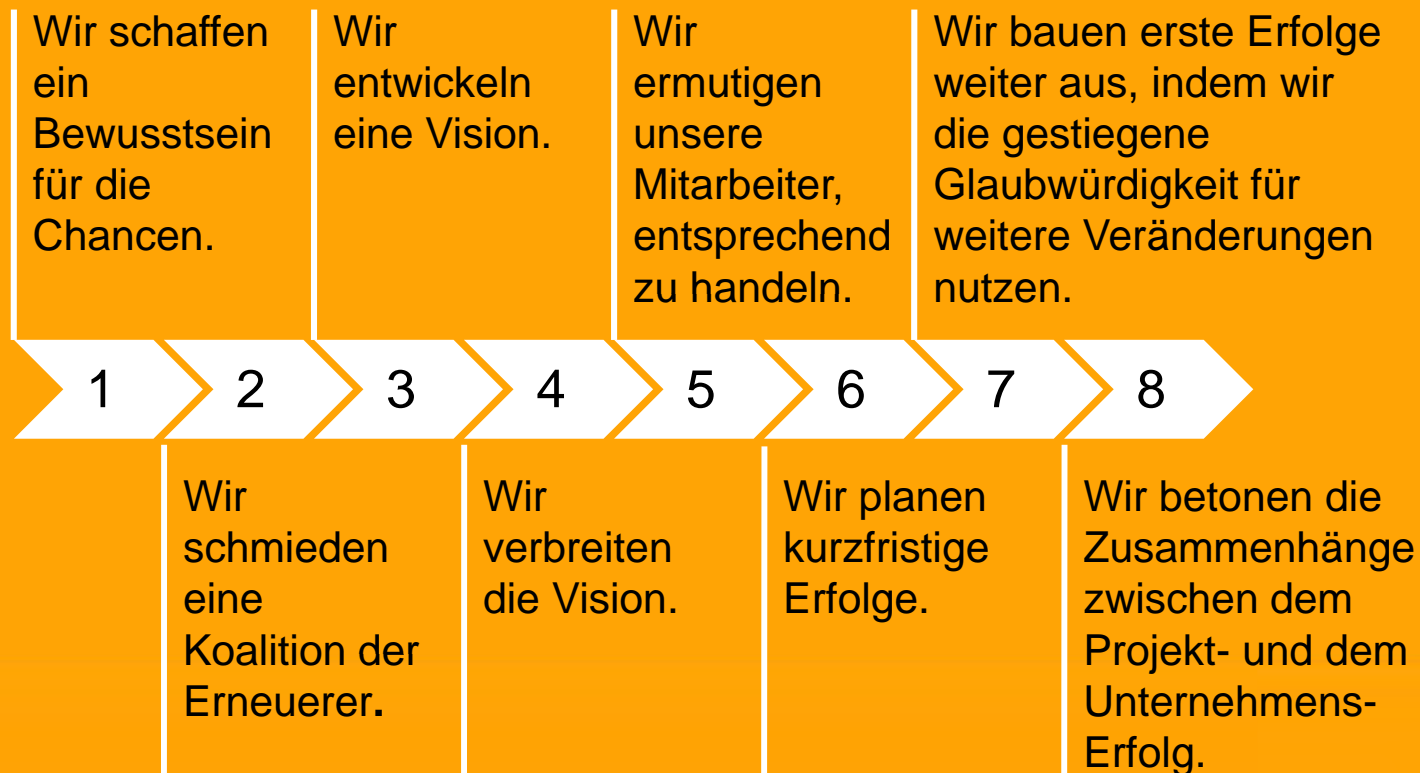 Wir schaffen
ein
Bewusstsein
für die
Chancen.
Wir
entwickeln
eine Vision.
Wir
ermutigen
unsere
Mitarbeiter,
entsprechend
zu handeln.
Wir bauen erste Erfolge
weiter aus, indem wir
die gestiegene
Glaubwürdigkeit für
weitere Veränderungen
nutzen.
1 2 3 4 5 6 7 8
Wir
schmieden
eine
Koalition der
Erneuerer.
Wir
verbreiten
die Vision.
Wir planen
kurzfristige
Erfolge.
Wir betonen die
Zusammenhänge
zwischen dem
Projekt- und dem
Unternehmens-
Erfolg.